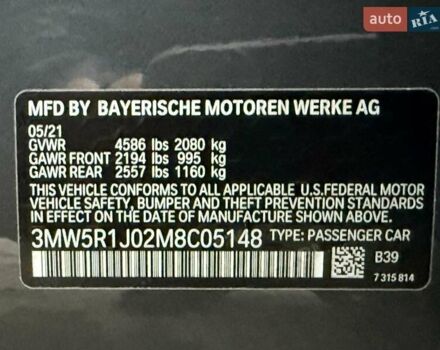 auto RIA
MFD BY BAYERISCHE MOTOREN WERKE AG
05/21
GVWR 4586 lbs 2080 kg
GAWR FRONT 2194 lbs 995 kg
GAWR REAR 2557 lbs 1160 kg
THIS VEHICLE CONFORMS TO ALL APPLICABLE U.S.FEDERAL MOTOR
VEHICLE SAFETY, BUMPER AND THEFT PREVENTION STANDARDS
IN EFFECT ON THE DATE OF MANUFACTURE SHOWN ABOVE.
3MW5R1J02M8C05148 TYPE: PASSENGER CAR
B39
7 315 814